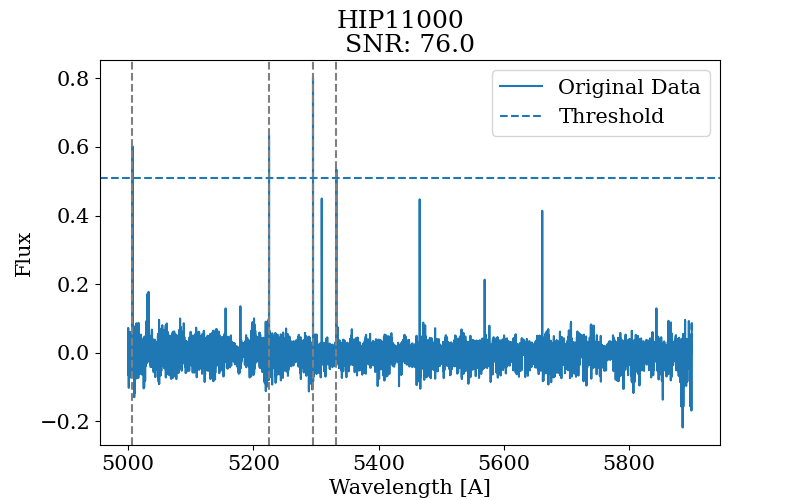 HIP11000
SNR: 76.0
Original Data
Threshold
0.8
0.6
0.4
0.2
0.0
−0.2
Flux
5000 5200 5400 5600 5800
Wavelength [A]